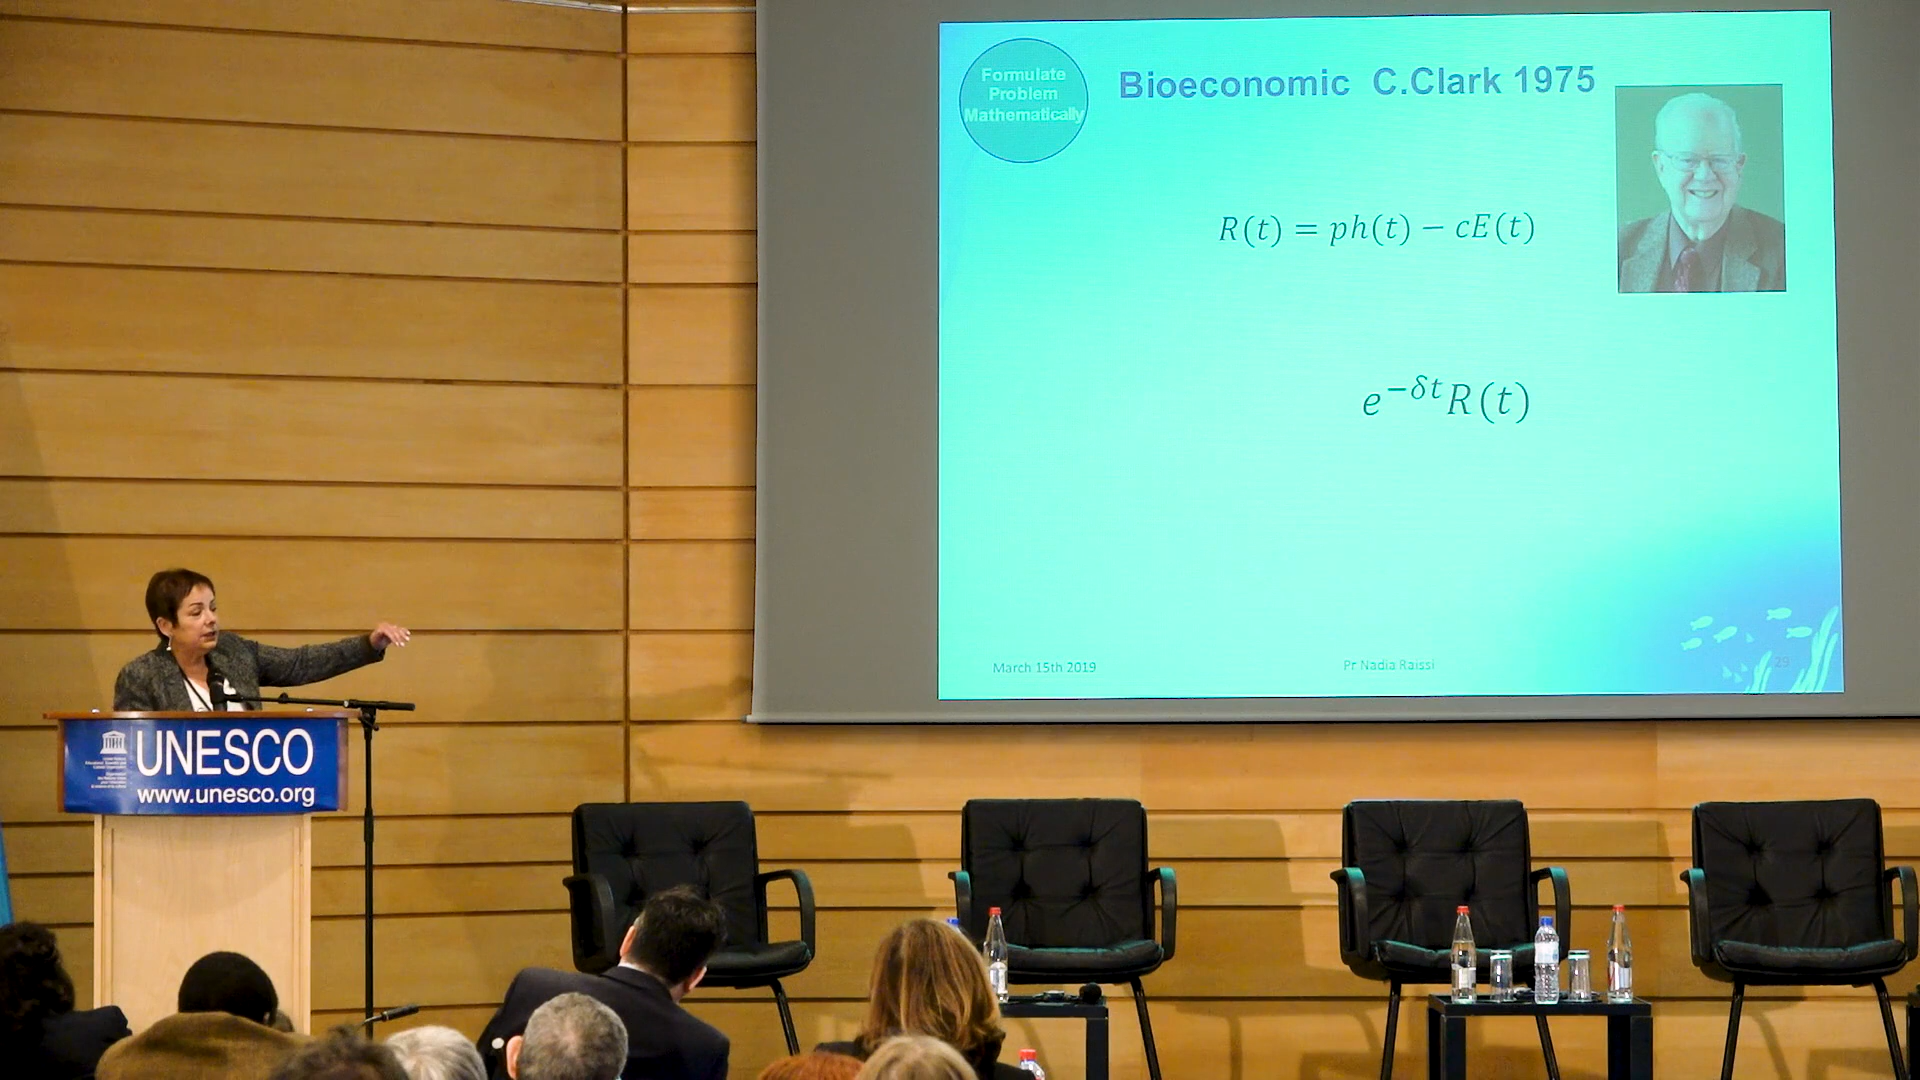 Formulate
Problem
Mathematically
Bioeconomic C.Clark 1975
R(t) = ph(t) − cE(t)
e^{−δt}R(t)
March 15th 2019
Pr Nadia Raissi
29
UNESCO
www.unesco.org